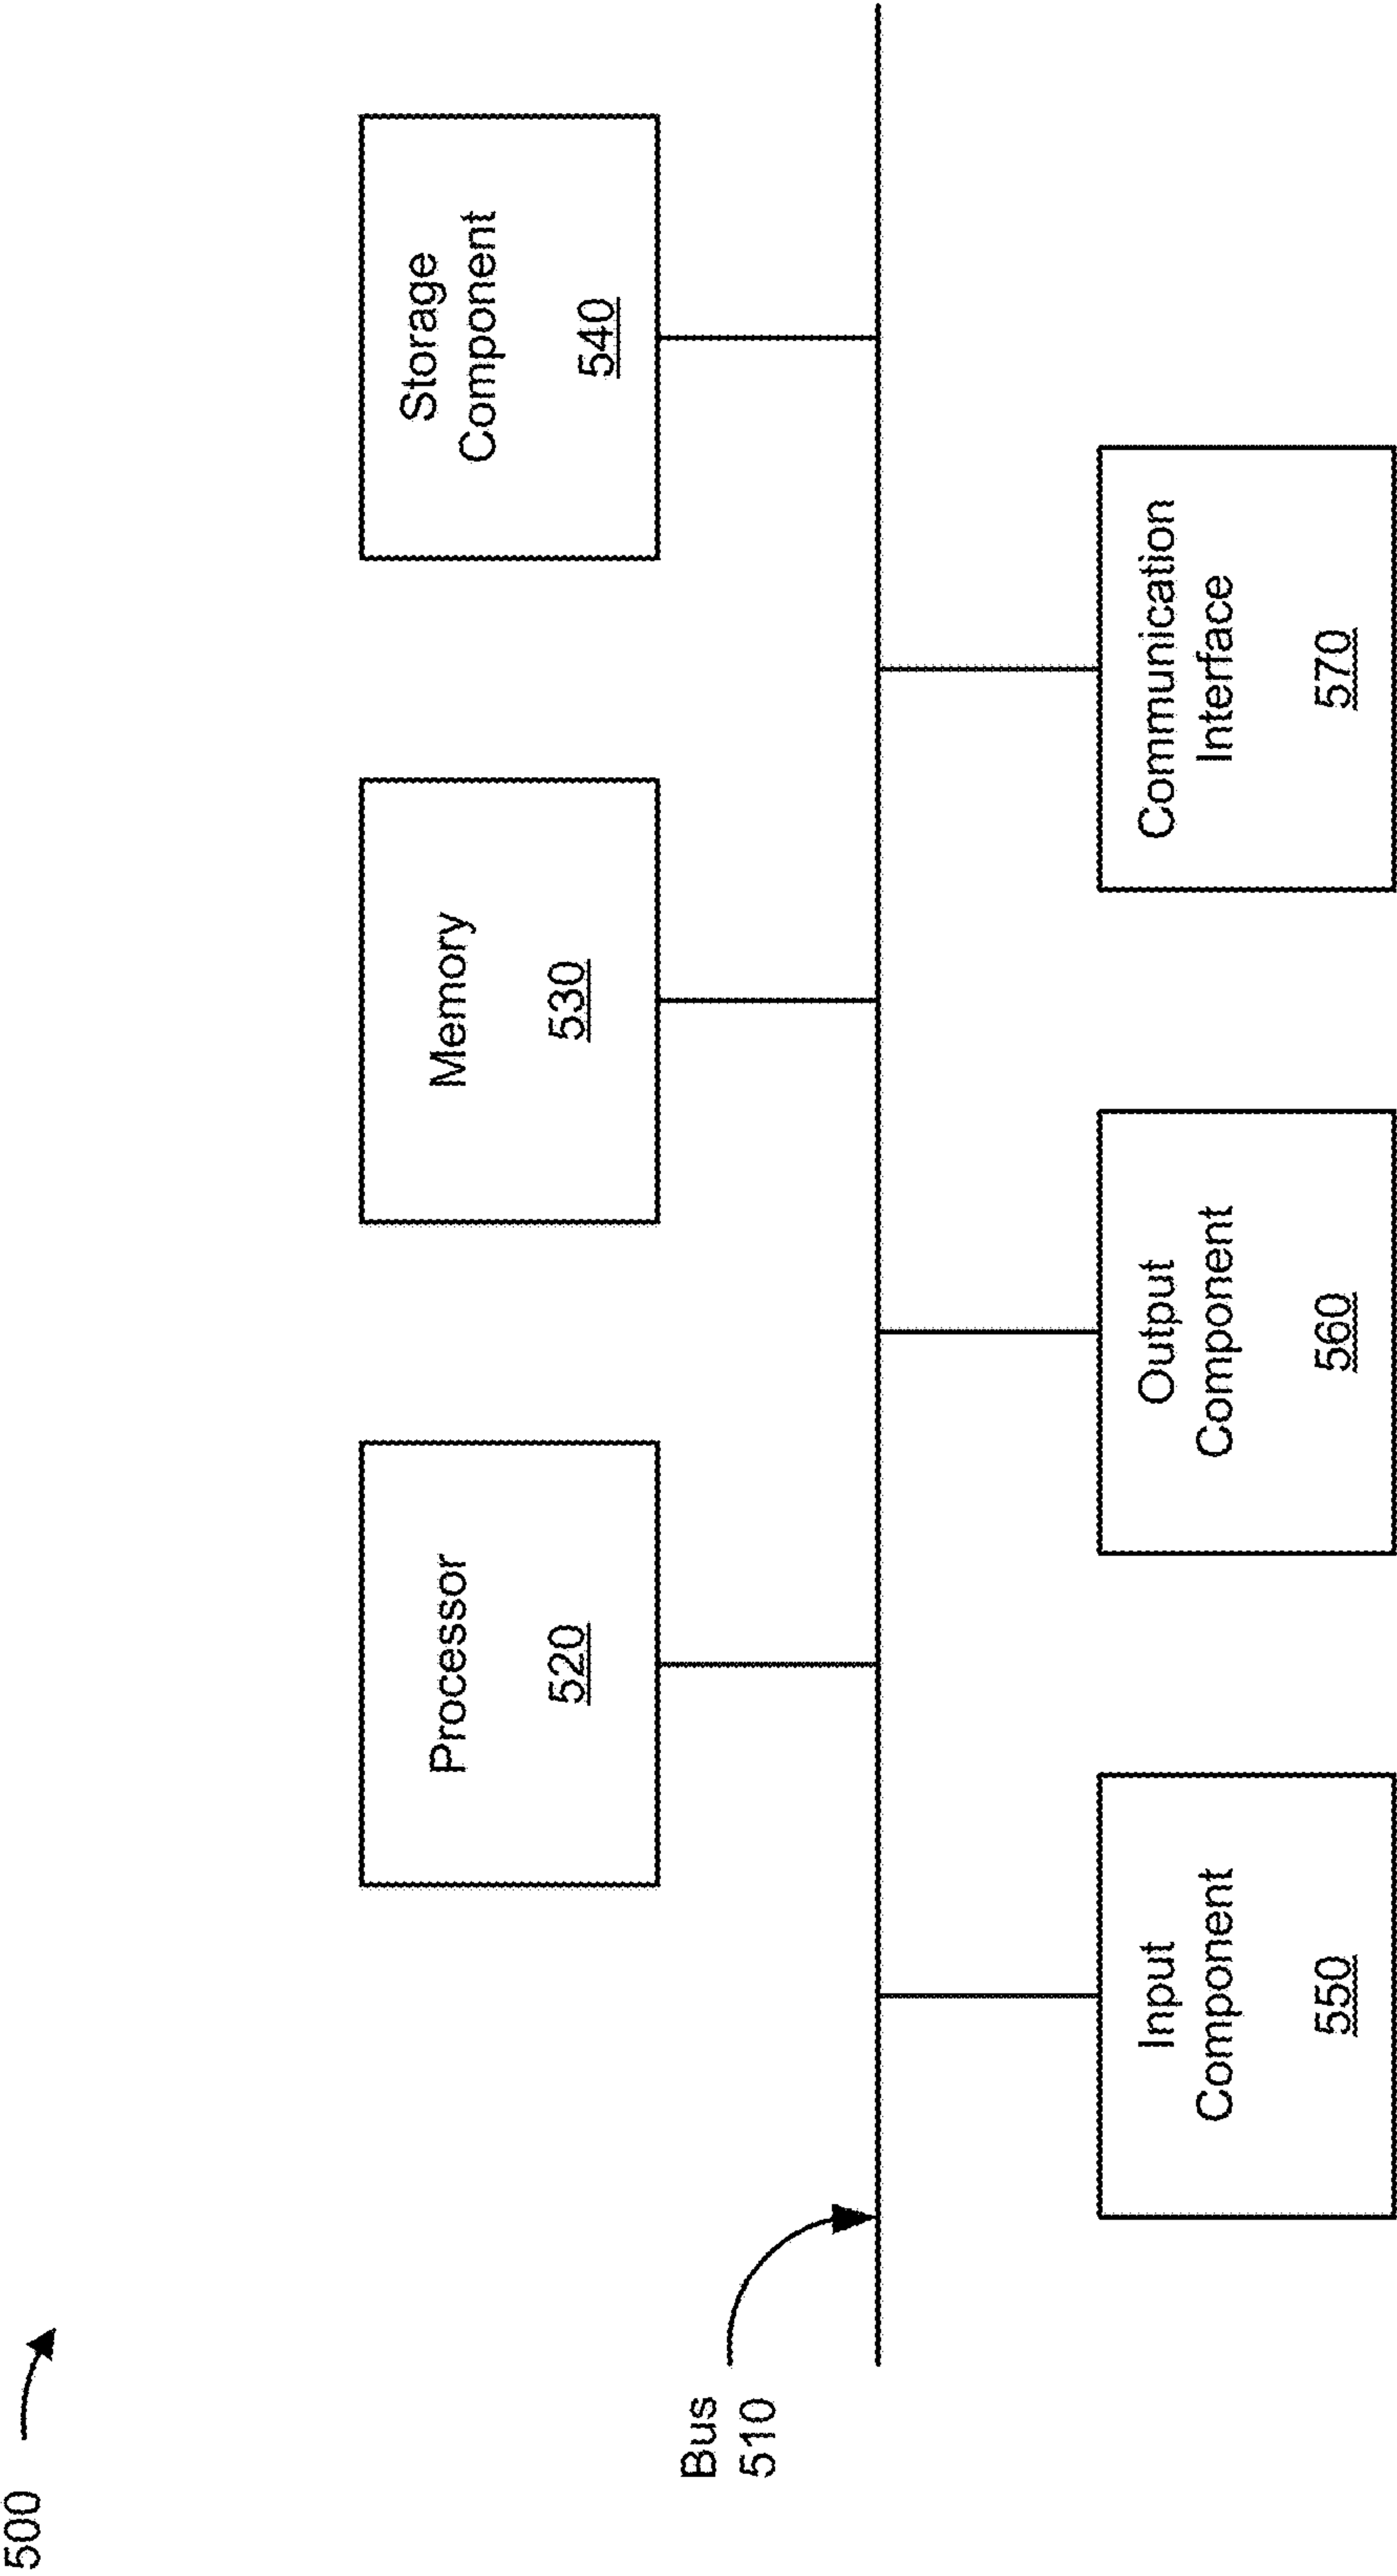 500
Processor
520
Memory
530
Storage
Component
540
Bus
510
Input
Component
550
Output
Component
560
Communication
Interface
570